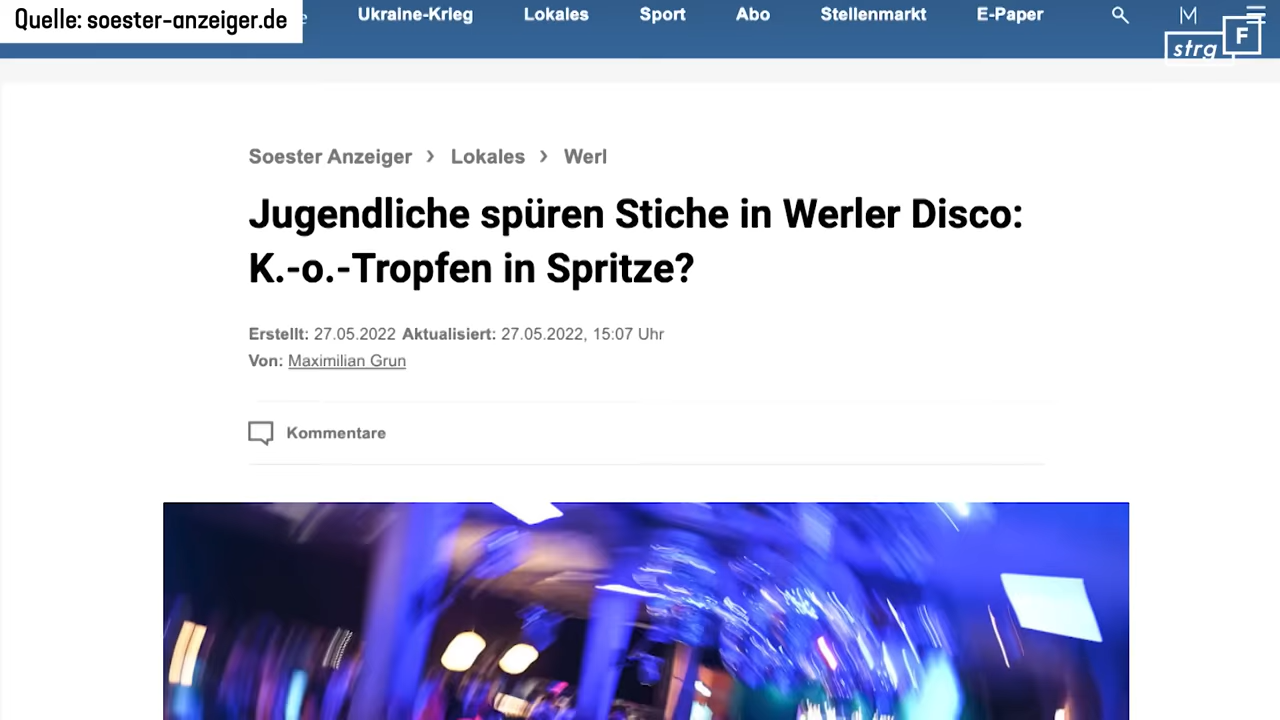 Quelle: soester-anzeiger.de
Ukraine-Krieg Lokales Sport Abo Stellenmarkt E-Paper
strg F
Soester Anzeiger › Lokales › Werl
Jugendliche spüren Stiche in Werler Disco:
K.-o.-Tropfen in Spritze?
Erstellt: 27.05.2022 Aktualisiert: 27.05.2022, 15:07 Uhr
Von: Maximilian Grun
Kommentare